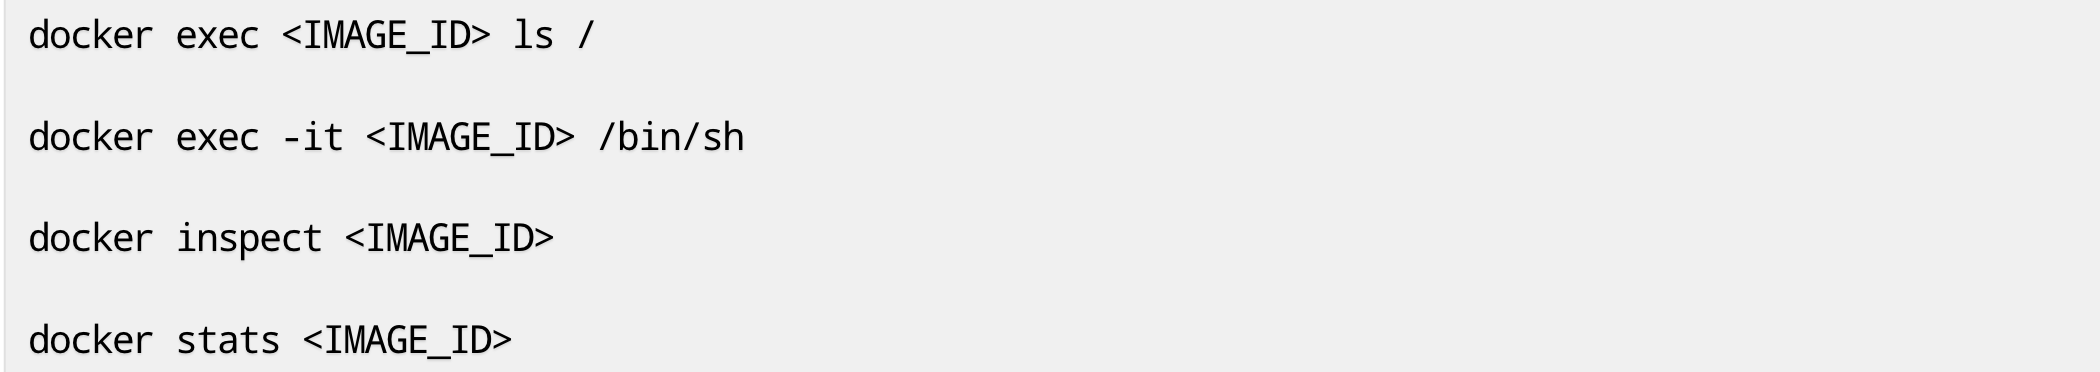 docker exec <IMAGE_ID> ls /
docker exec -it <IMAGE_ID> /bin/sh
docker inspect <IMAGE_ID>
docker stats <IMAGE_ID>